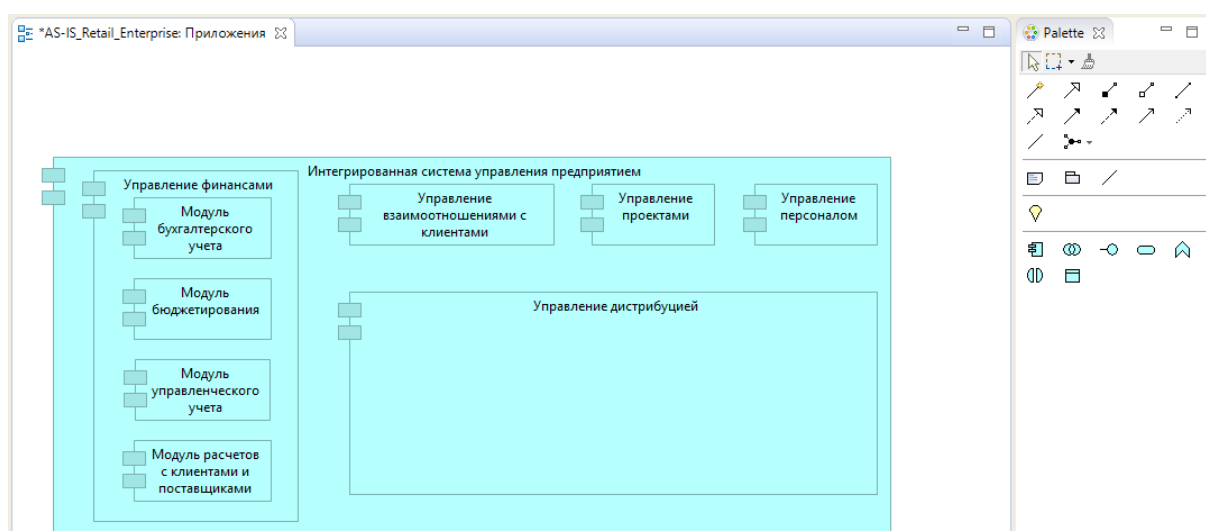 *AS-IS_Retail_Enterprise: Приложения
Palette
Интегрированная система управления предприятием
Управление финансами
Модуль
бухгалтерского
учета
Модуль
бюджетирования
Модуль
управленческого
учета
Модуль расчетов
с клиентами и
поставщиками
Управление
взаимоотношениями с
клиентами
Управление
проектами
Управление
персоналом
Управление дистрибуцией